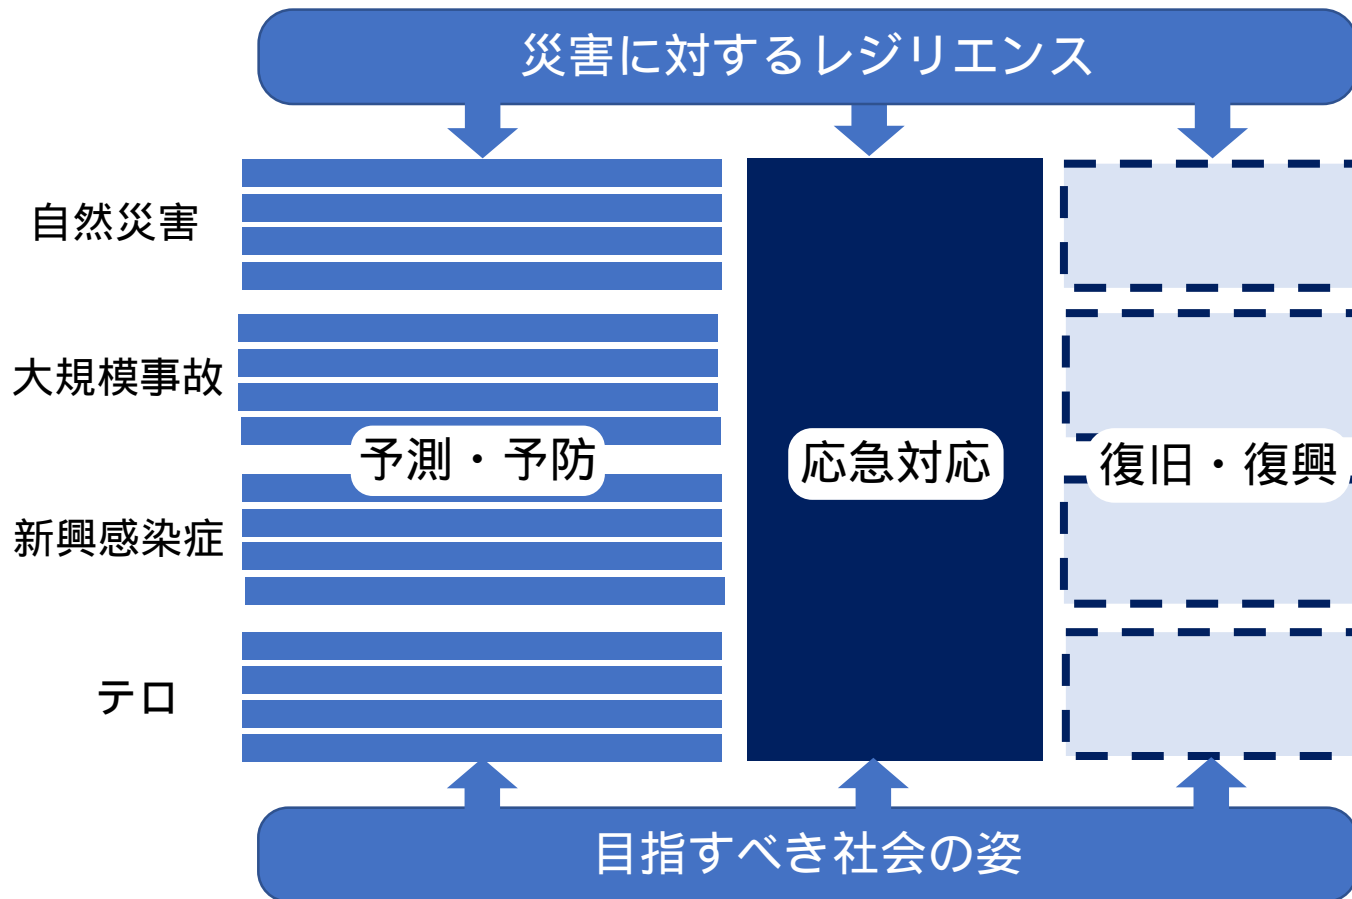 災害に対するレジリエンス
自然災害
大規模事故
予測・予防
応急対応
復旧・復興
新興感染症
テロ
目指すべき社会の姿